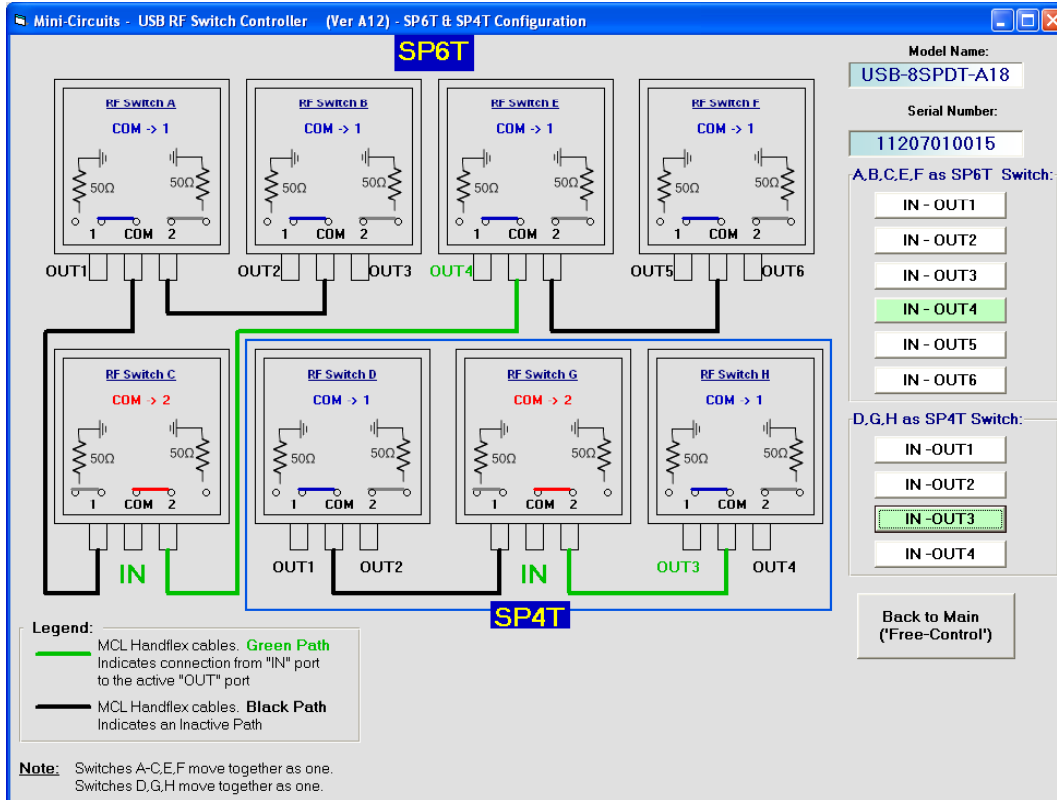 Mini-Circuits - USB RF Switch Controller (Ver A12) - SP6T & SP4T Configuration
SP6T
Model Name:
USB-8SPDT-A18
Serial Number:
11207010015
RF Switch A
COM -> 1
50Ω 50Ω
1 COM 2
RF Switch B
COM -> 1
50Ω 50Ω
1 COM 2
RF Switch E
COM -> 1
50Ω 50Ω
1 COM 2
RF Switch F
COM -> 1
50Ω 50Ω
1 COM 2
OUT1 OUT2 OUT3 OUT4 OUT5 OUT6
A,B,C,E,F as SP6T Switch:
IN - OUT1
IN - OUT2
IN - OUT3
IN - OUT4
IN - OUT5
IN - OUT6
RF Switch C
COM -> 2
50Ω 50Ω
1 COM 2
IN
RF Switch D
COM -> 1
50Ω 50Ω
1 COM 2
OUT1 OUT2
RF Switch G
COM -> 2
50Ω 50Ω
1 COM 2
IN
RF Switch H
COM -> 1
50Ω 50Ω
1 COM 2
OUT3 OUT4
SP4T
D,G,H as SP4T Switch:
IN -OUT1
IN -OUT2
IN -OUT3
IN -OUT4
Back to Main
('Free-Control')
Legend:
MCL Handflex cables. Green Path
Indicates connection from "IN" port
to the active "OUT" port
MCL Handflex cables. Black Path
Indicates an Inactive Path
Note: Switches A-C,E,F move together as one.
Switches D,G,H move together as one.